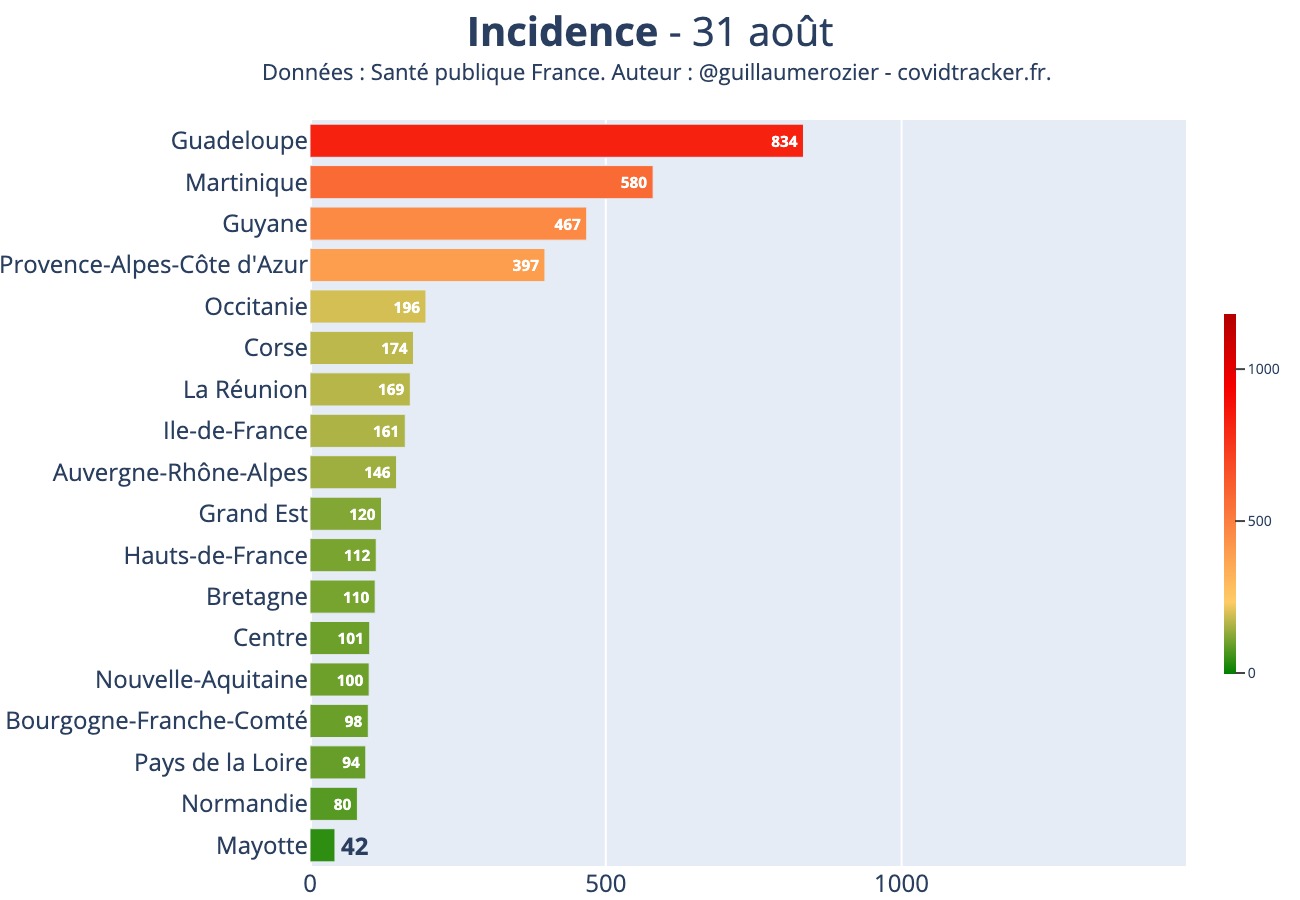 Incidence - 31 août
Données : Santé publique France. Auteur : @guillaumerozier - covidtracker.fr.
Guadeloupe 834
Martinique 580
Guyane 467
Provence-Alpes-Côte d'Azur 397
Occitanie 196
Corse 174
La Réunion 169
Ile-de-France 161
Auvergne-Rhône-Alpes 146
Grand Est 120
Hauts-de-France 112
Bretagne 110
Centre 101
Nouvelle-Aquitaine 100
Bourgogne-Franche-Comté 98
Pays de la Loire 94
Normandie 80
Mayotte 42
0 500 1000
1000
500
0